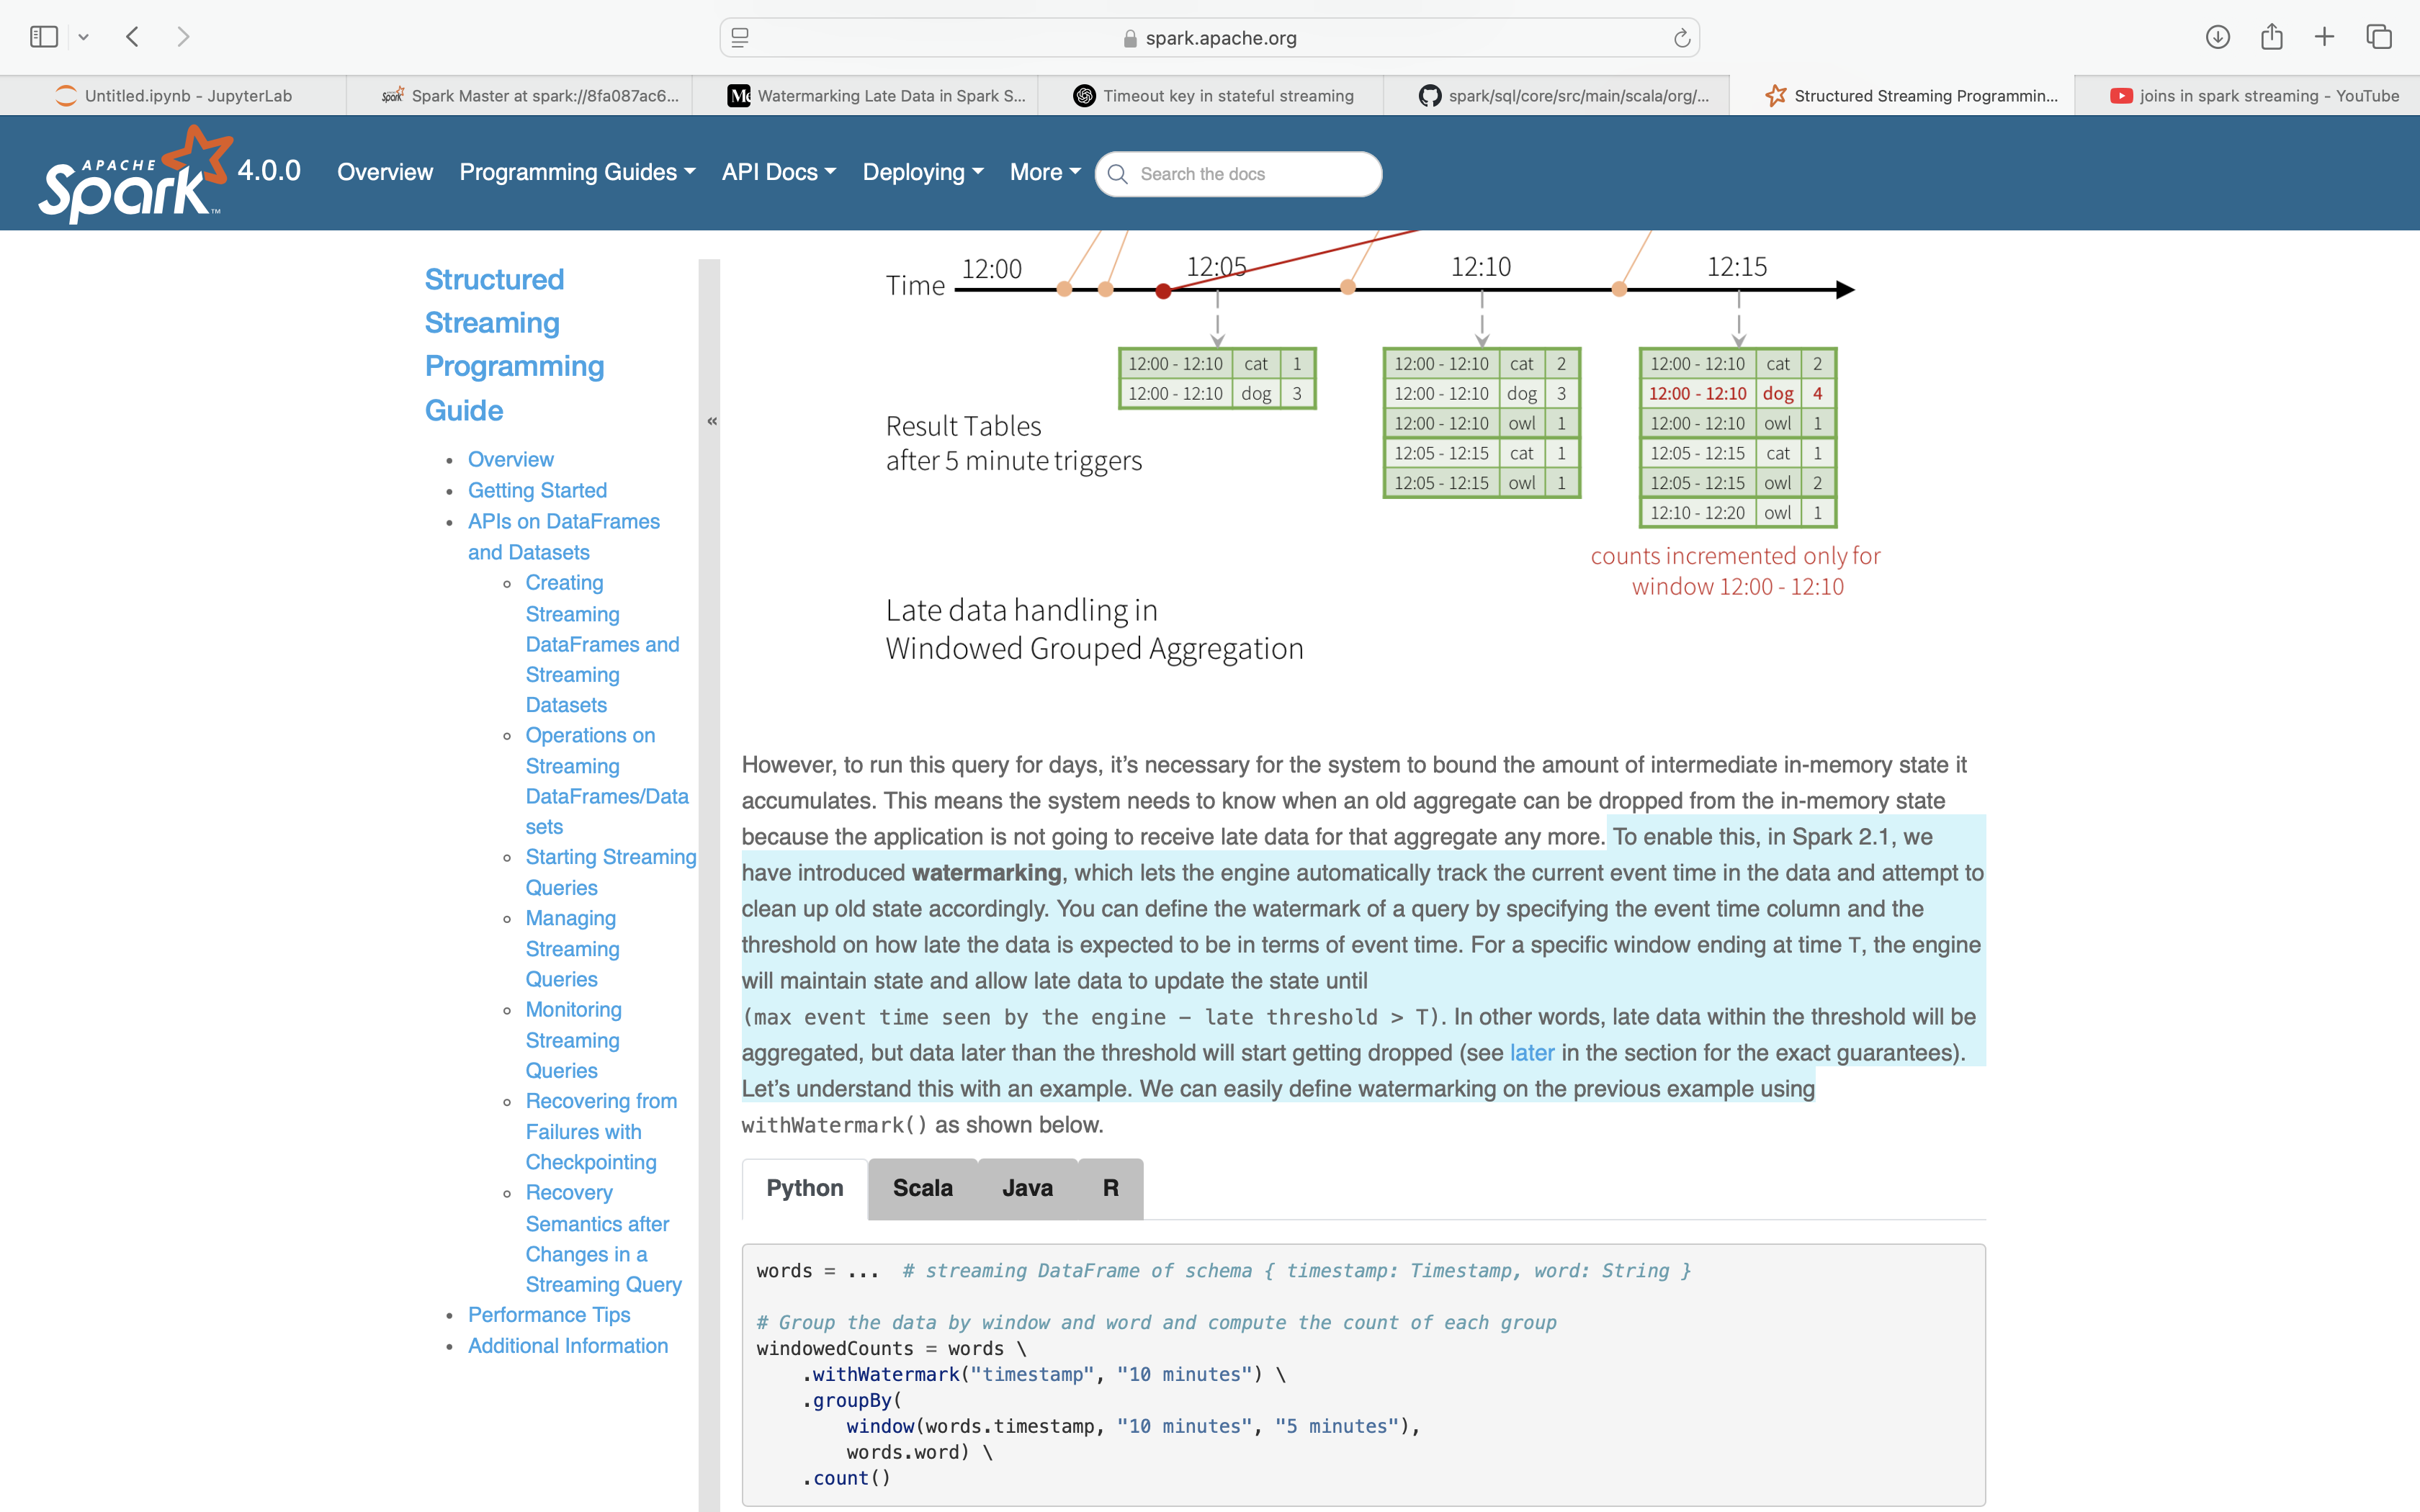 spark.apache.org
Untitled.ipynb - JupyterLab
Spark Master at spark://8fa087ac6...
Watermarking Late Data in Spark S...
Timeout key in stateful streaming
spark/sql/core/src/main/scala/org/...
Structured Streaming Programmin...
joins in spark streaming - YouTube
APACHE
Spark™
4.0.0
Overview
Programming Guides
API Docs
Deploying
More
Search the docs
Structured
Streaming
Programming
Guide
Overview
Getting Started
APIs on DataFrames
and Datasets
Creating
Streaming
DataFrames and
Streaming
Datasets
Operations on
Streaming
DataFrames/Data
sets
Starting Streaming
Queries
Managing
Streaming
Queries
Monitoring
Streaming
Queries
Recovering from
Failures with
Checkpointing
Recovery
Semantics after
Changes in a
Streaming Query
Performance Tips
Additional Information
«
Time
12:00
12:05
12:10
12:15
12:00 - 12:10 cat 1
12:00 - 12:10 dog 3
12:00 - 12:10 cat 2
12:00 - 12:10 dog 3
12:00 - 12:10 owl 1
12:05 - 12:15 cat 1
12:05 - 12:15 owl 1
12:00 - 12:10 cat 2
12:00 - 12:10 dog 4
12:00 - 12:10 owl 1
12:05 - 12:15 cat 1
12:05 - 12:15 owl 2
12:10 - 12:20 owl 1
Result Tables
after 5 minute triggers
counts incremented only for
window 12:00 - 12:10
Late data handling in
Windowed Grouped Aggregation
However, to run this query for days, it’s necessary for the system to bound the amount of intermediate in-memory state it
accumulates. This means the system needs to know when an old aggregate can be dropped from the in-memory state
because the application is not going to receive late data for that aggregate any more. To enable this, in Spark 2.1, we
have introduced watermarking, which lets the engine automatically track the current event time in the data and attempt to
clean up old state accordingly. You can define the watermark of a query by specifying the event time column and the
threshold on how late the data is expected to be in terms of event time. For a specific window ending at time T, the engine
will maintain state and allow late data to update the state until
(max event time seen by the engine - late threshold > T). In other words, late data within the threshold will be
aggregated, but data later than the threshold will start getting dropped (see later in the section for the exact guarantees).
Let’s understand this with an example. We can easily define watermarking on the previous example using
withWatermark() as shown below.
Python
Scala
Java
R
words = ...  # streaming DataFrame of schema { timestamp: Timestamp, word: String }
# Group the data by window and word and compute the count of each group
windowedCounts = words \
    .withWatermark("timestamp", "10 minutes") \
    .groupBy(
        window(words.timestamp, "10 minutes", "5 minutes"),
        words.word) \
    .count()